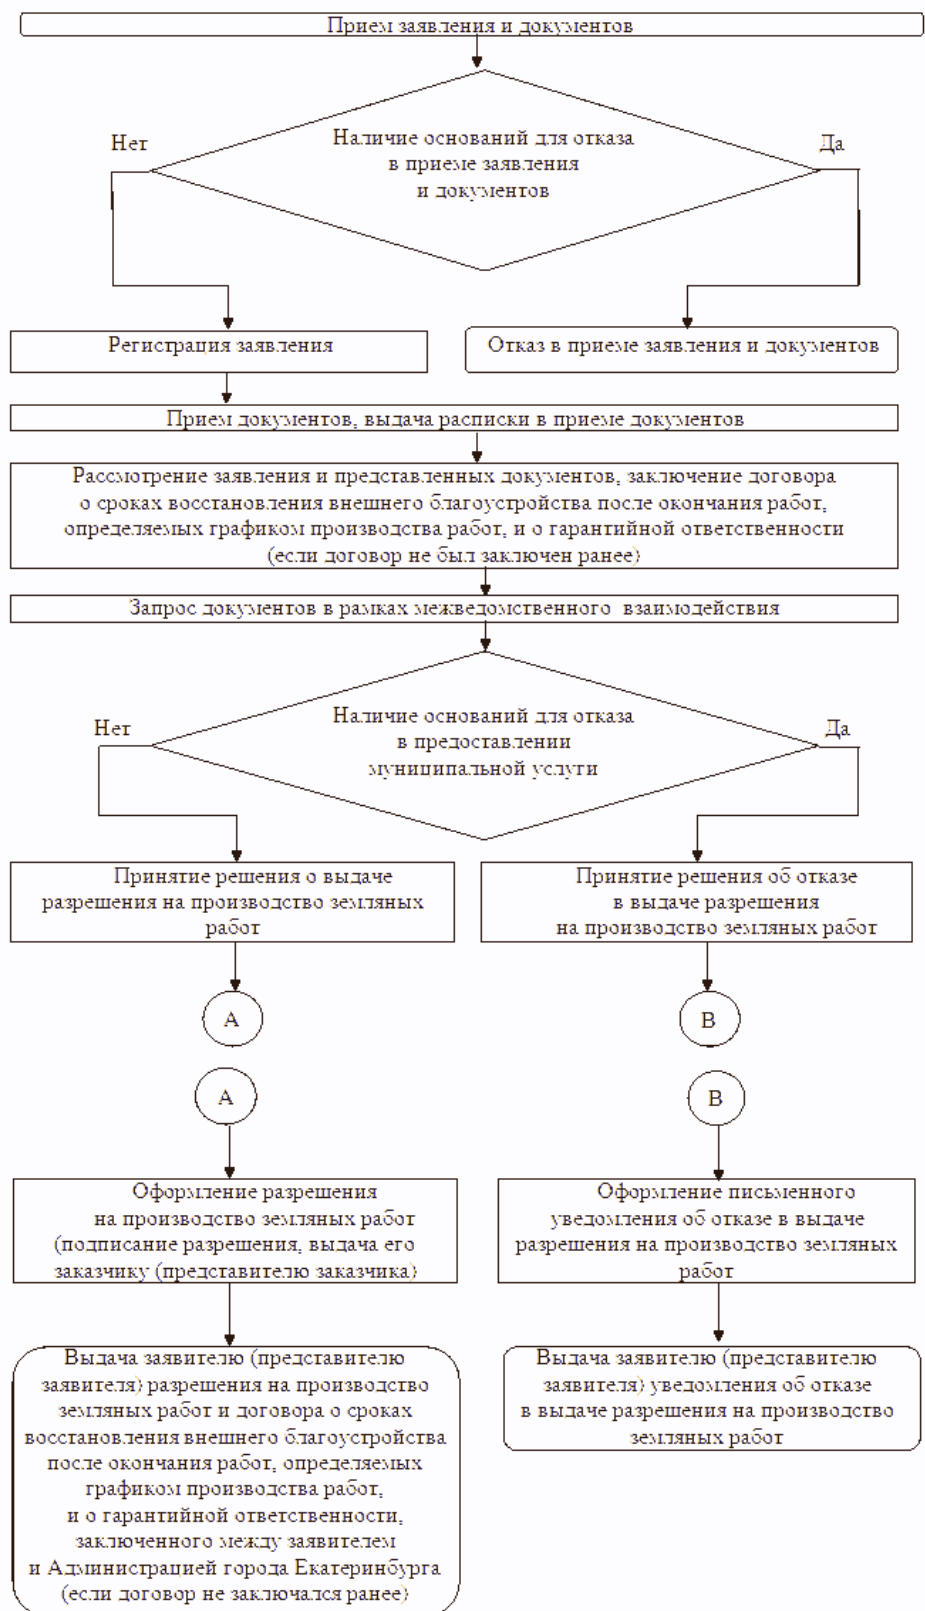 Прием заявления и документов
Нет
Наличие оснований для отказа
в приеме заявления
и документов
Да
Регистрация заявления
Отказ в приеме заявления и документов
Прием документов, выдача расписки в приеме документов
Рассмотрение заявления и представленных документов, заключение договора
о сроках восстановления внешнего благоустройства после окончания работ,
определяемых графиком производства работ, и о гарантийной ответственности
(если договор не был заключен ранее)
Запрос документов в рамках межведомственного взаимодействия
Нет
Наличие оснований для отказа
в предоставлении
муниципальной услуги
Да
Принятие решения о выдаче
разрешения на производство земляных
работ
Принятие решения об отказе
в выдаче разрешения
на производство земляных работ
А
В
А
В
Оформление разрешения
на производство земляных работ
(подписание разрешения, выдача его
заказчику (представителю заказчика)
Оформление письменного
уведомления об отказе в выдаче
разрешения на производство земляных
работ
Выдача заявителю (представителю
заявителя) разрешения на производство
земляных работ и договора о сроках
восстановления внешнего благоустройства
после окончания работ, определяемых
графиком производства работ,
и о гарантийной ответственности,
заключенного между заявителем
и Администрацией города Екатеринбурга
(если договор не заключался ранее)
Выдача заявителю (представителю
заявителя) уведомления об отказе
в выдаче разрешения на производство
земляных работ